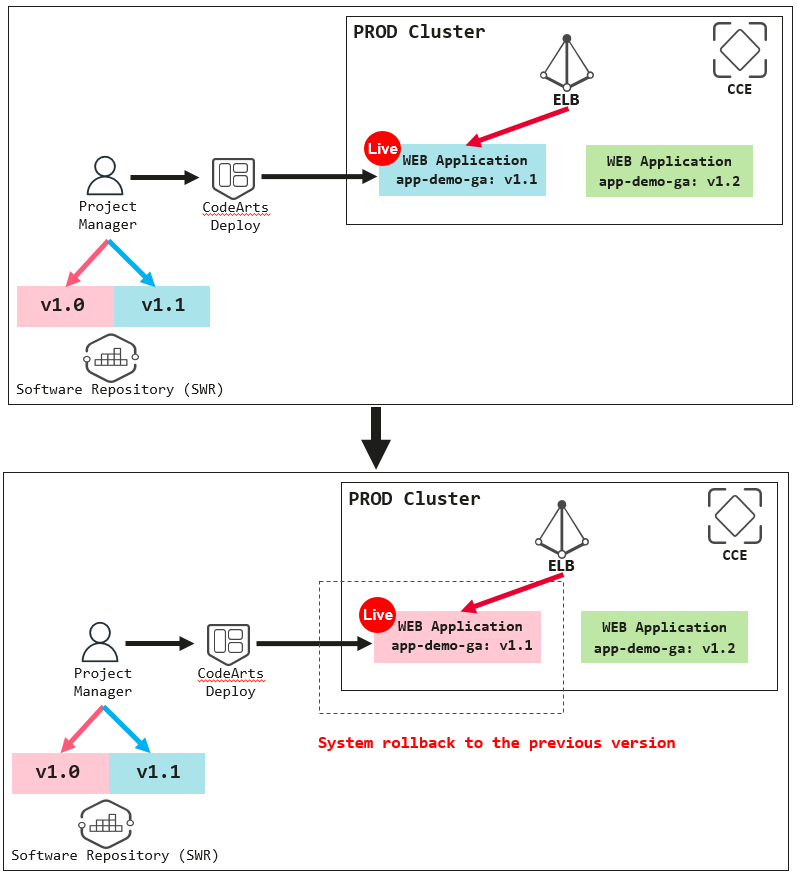 PROD Cluster
CCE
ELB
Live
WEB Application
app-demo-ga: v1.1
WEB Application
app-demo-ga: v1.2
Project
Manager
CodeArts
Deploy
v1.0
v1.1
Software Repository (SWR)
PROD Cluster
CCE
ELB
Live
WEB Application
app-demo-ga: v1.1
WEB Application
app-demo-ga: v1.2
Project
Manager
CodeArts
Deploy
System rollback to the previous version
v1.0
v1.1
Software Repository (SWR)